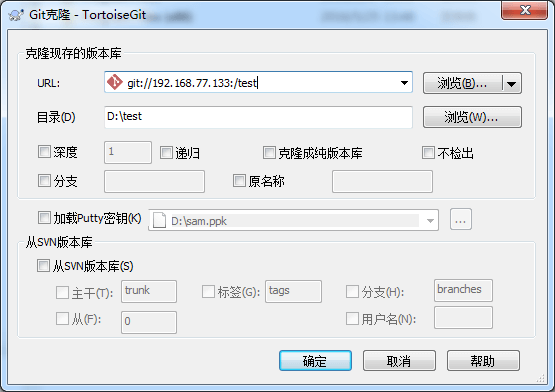 Git克隆 - TortoiseGit
克隆现存的版本库
URL: git://192.168.77.133:/test 浏览(B)...
目录(D) D:\test 浏览(W)...
深度 1 递归 克隆成纯版本库 不检出
分支 原名称
加载Putty密钥(K) D:\sam.ppk ...
从SVN版本库
从SVN版本库(S)
主干(T): trunk 标签(G): tags 分支(H): branches
从(F): 0 用户名(N):
确定 取消 帮助